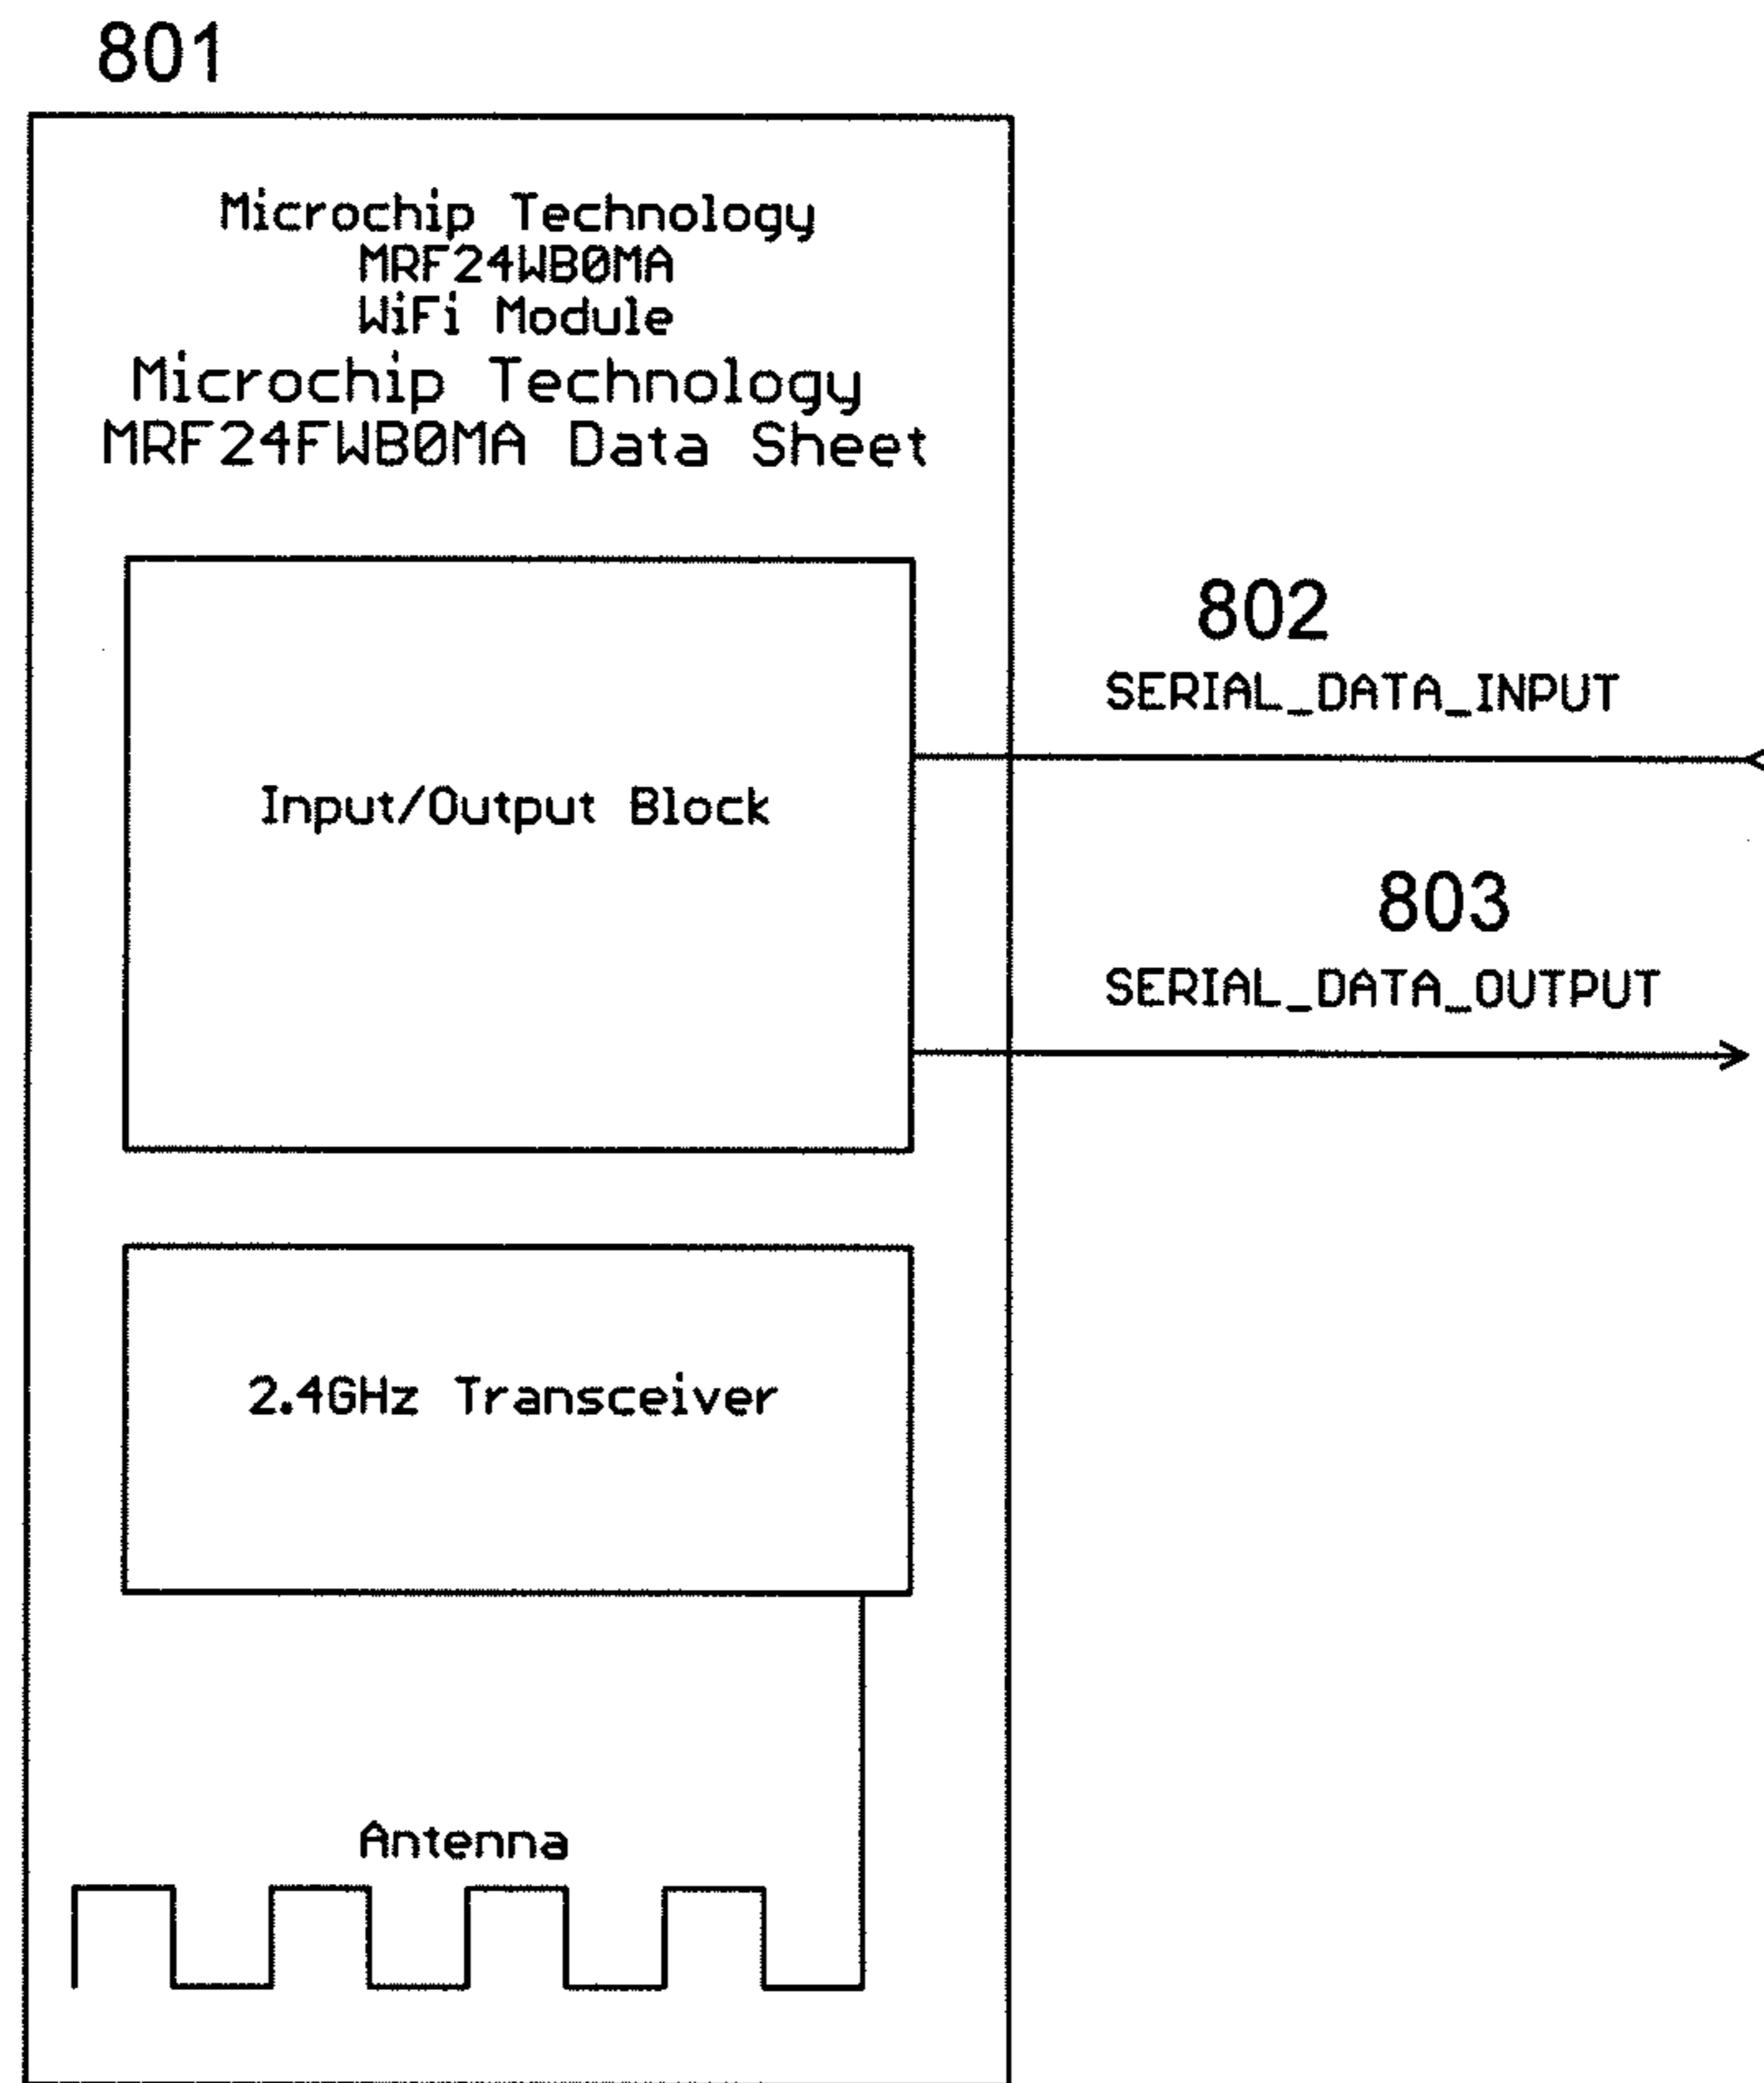 801
Microchip Technology
MRF24WB0MA
WiFi Module
Microchip Technology
MRF24FWB0MA Data Sheet
802
SERIAL_DATA_INPUT
Input/Output Block
803
SERIAL_DATA_OUTPUT
2.4GHz Transceiver
Antenna